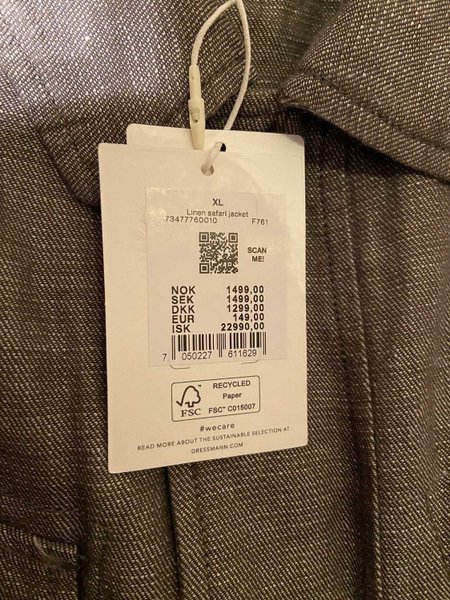 XL
Linen safari jacket
73477760010 F761
SCAN
ME!
NOK 1499,00
SEK 1499,00
DKK 1299,00
EUR 149,00
ISK 22990,00
7 050227 611629
FSC
RECYCLED
Paper
FSC™ C015007
#wecare
READ MORE ABOUT THE SUSTAINABLE SELECTION AT
DRESSMANN.COM